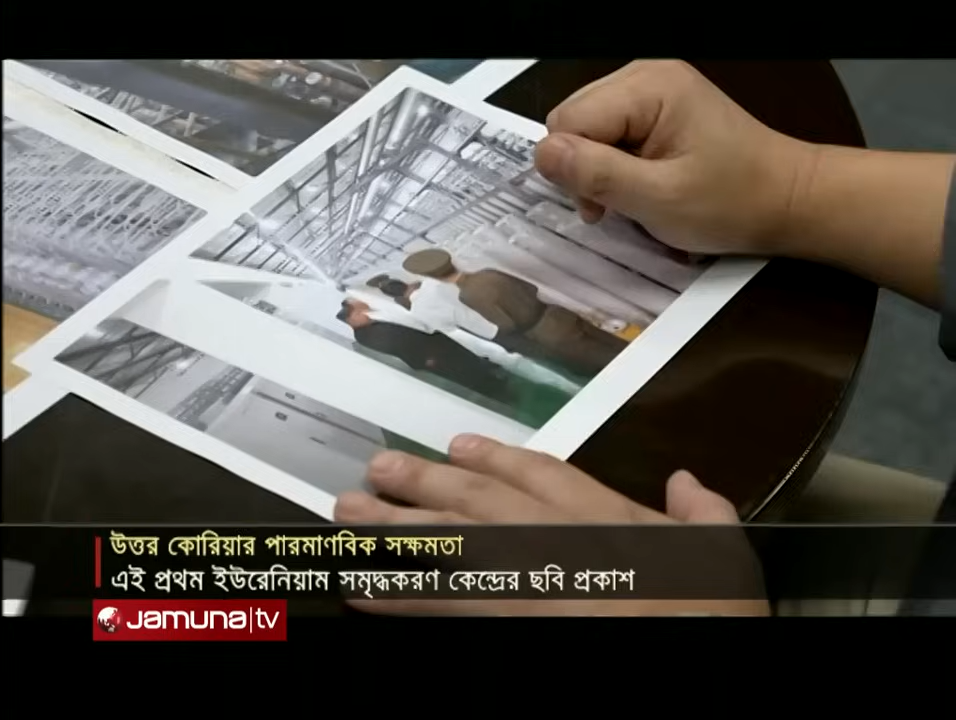 উত্তর কোরিয়ার পারমাণবিক সক্ষমতা
এই প্রথম ইউরেনিয়াম সমৃদ্ধকরণ কেন্দ্রের ছবি প্রকাশ
Jamuna|tv